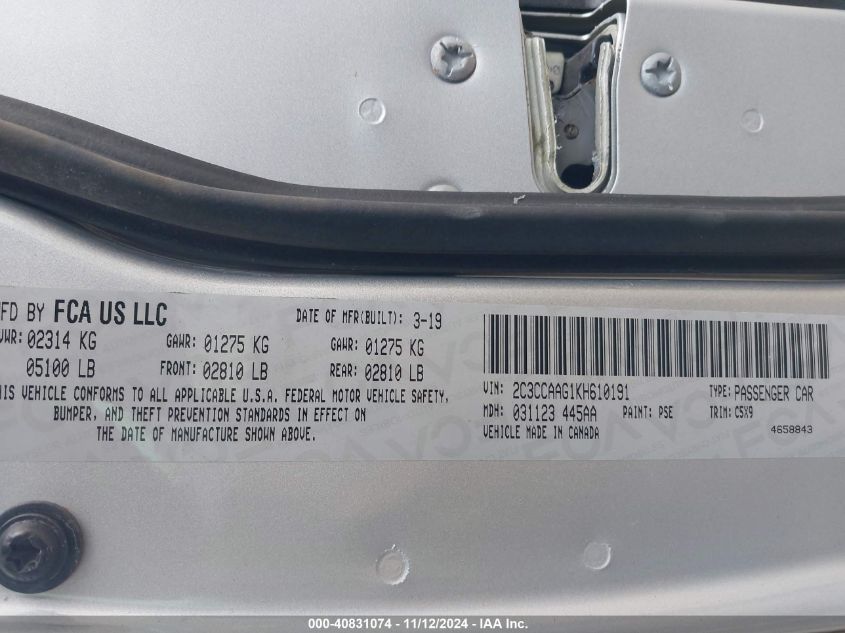 MFD BY FCA US LLC DATE OF MFR(BUILT): 3-19
GVWR: 02314 KG GAWR: 01275 KG GAWR: 01275 KG
05100 LB FRONT: 02810 LB REAR: 02810 LB
THIS VEHICLE CONFORMS TO ALL APPLICABLE U.S.A. FEDERAL MOTOR VEHICLE SAFETY,
BUMPER, AND THEFT PREVENTION STANDARDS IN EFFECT ON
THE DATE OF MANUFACTURE SHOWN ABOVE.
VIN: 2C3CCAAG1KH610191 TYPE: PASSENGER CAR
MDH: 031123 445AA PAINT: PSE TRIM: C5X9
VEHICLE MADE IN CANADA 4658843
000-40831074 — 11/12/2024 — IAA Inc.